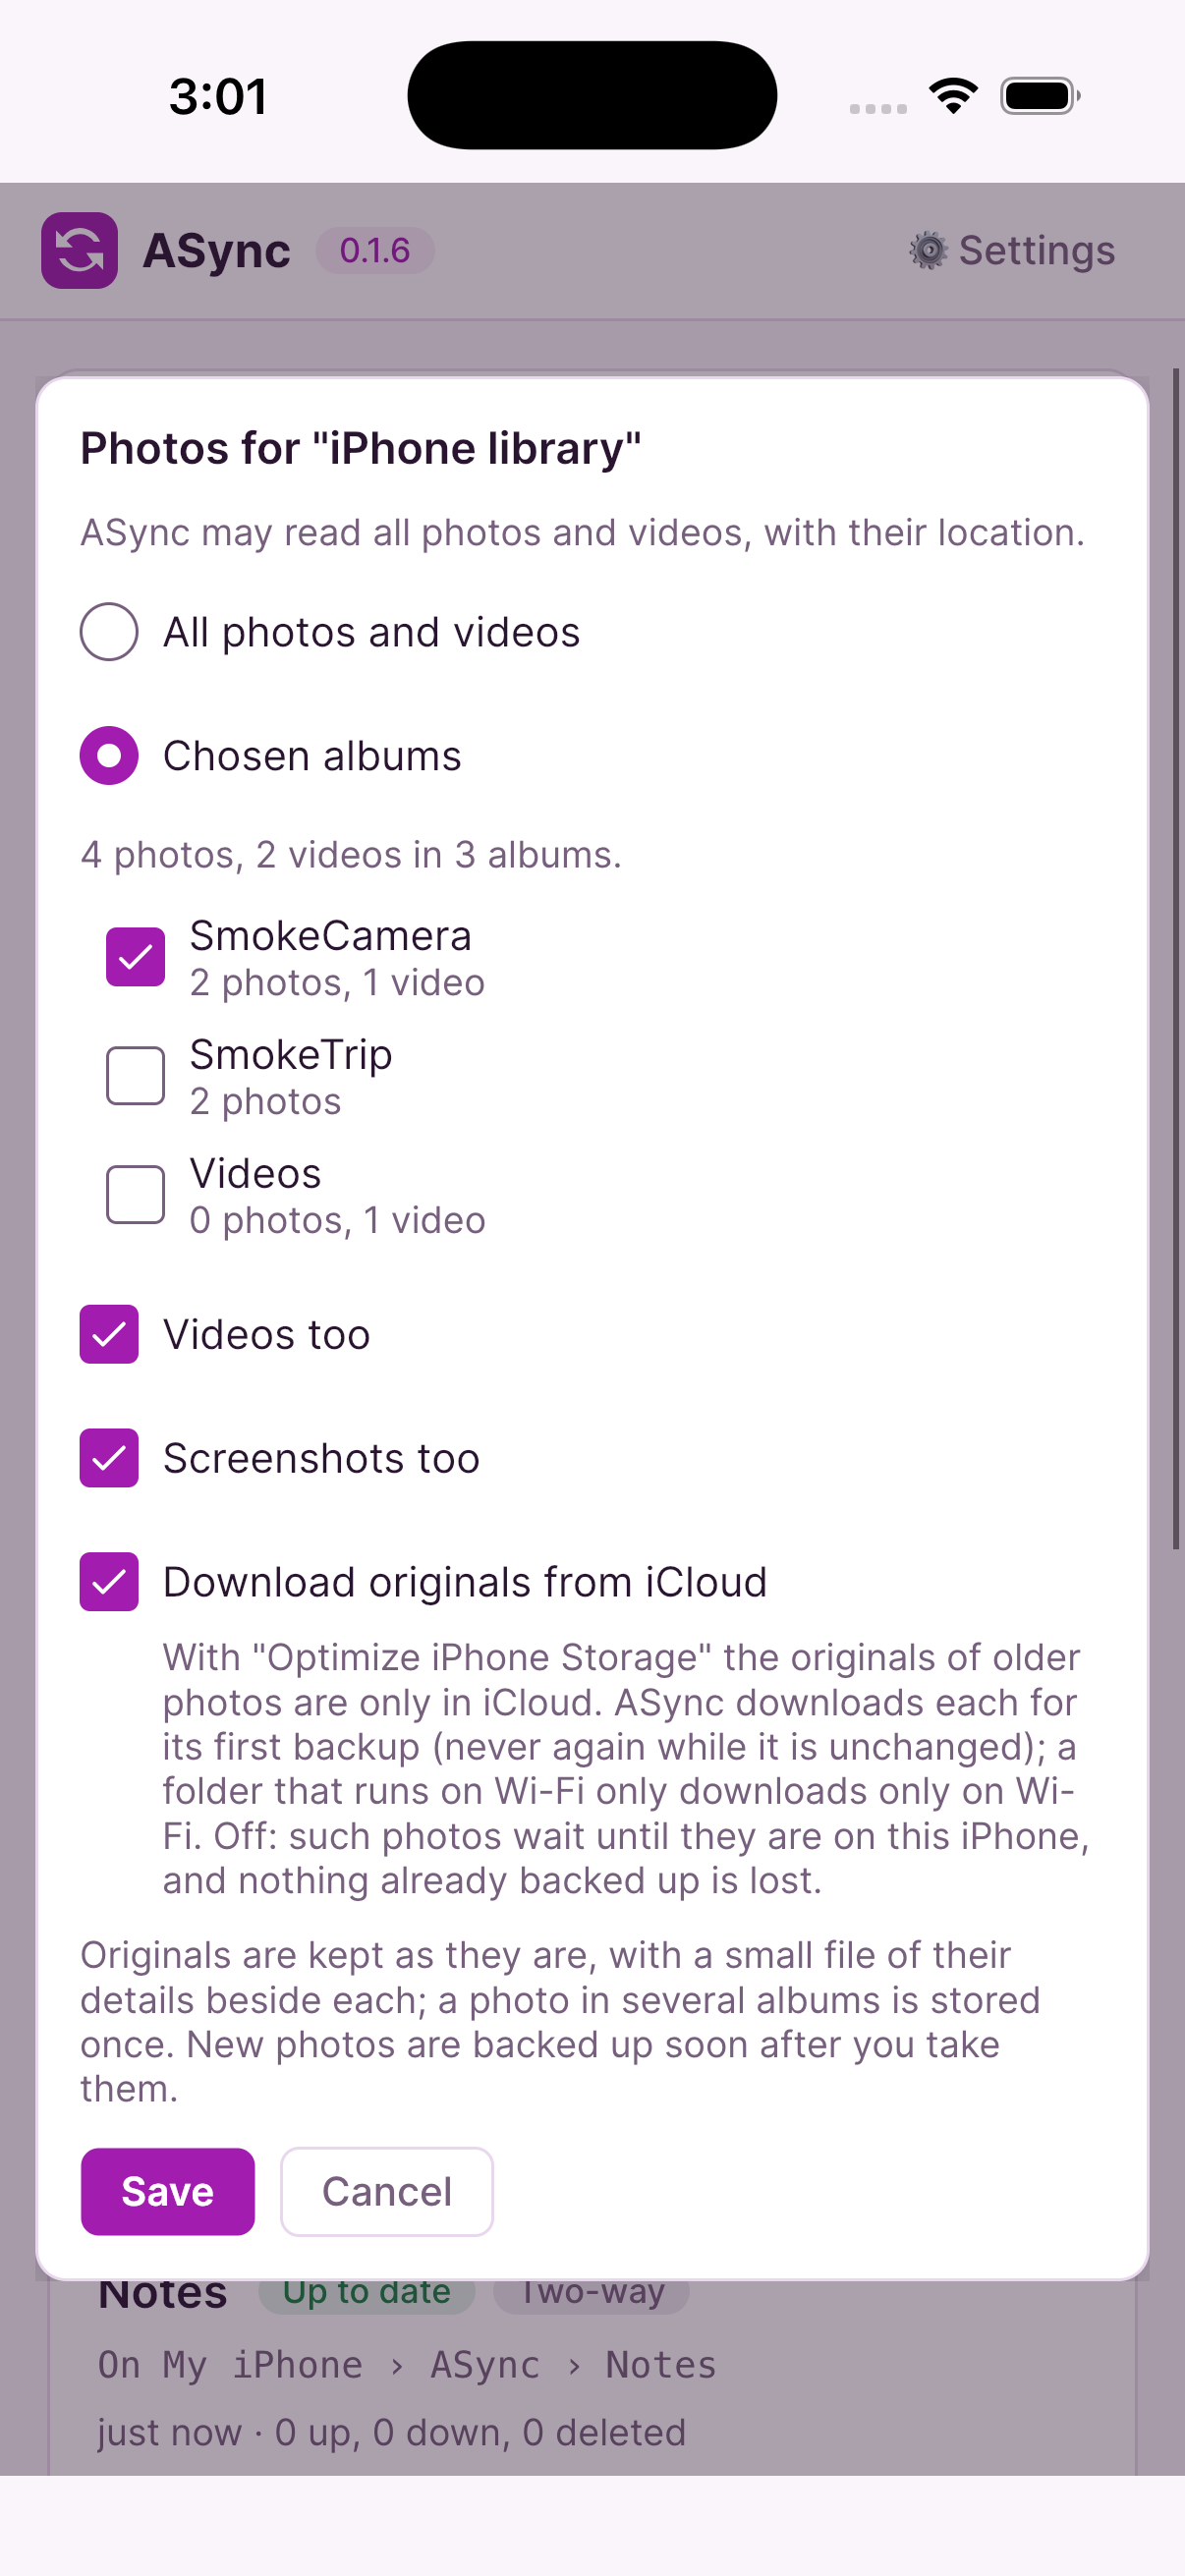 3:01
ASync 0.1.6 Settings
Photos for "iPhone library"
ASync may read all photos and videos, with their location.
All photos and videos
Chosen albums
4 photos, 2 videos in 3 albums.
SmokeCamera
2 photos, 1 video
SmokeTrip
2 photos
Videos
0 photos, 1 video
Videos too
Screenshots too
Download originals from iCloud
With "Optimize iPhone Storage" the originals of older
photos are only in iCloud. ASync downloads each for
its first backup (never again while it is unchanged); a
folder that runs on Wi-Fi only downloads only on Wi-
Fi. Off: such photos wait until they are on this iPhone,
and nothing already backed up is lost.
Originals are kept as they are, with a small file of their
details beside each; a photo in several albums is stored
once. New photos are backed up soon after you take
them.
Save Cancel
Notes Up to date Two-way
On My iPhone › ASync › Notes
just now · 0 up, 0 down, 0 deleted